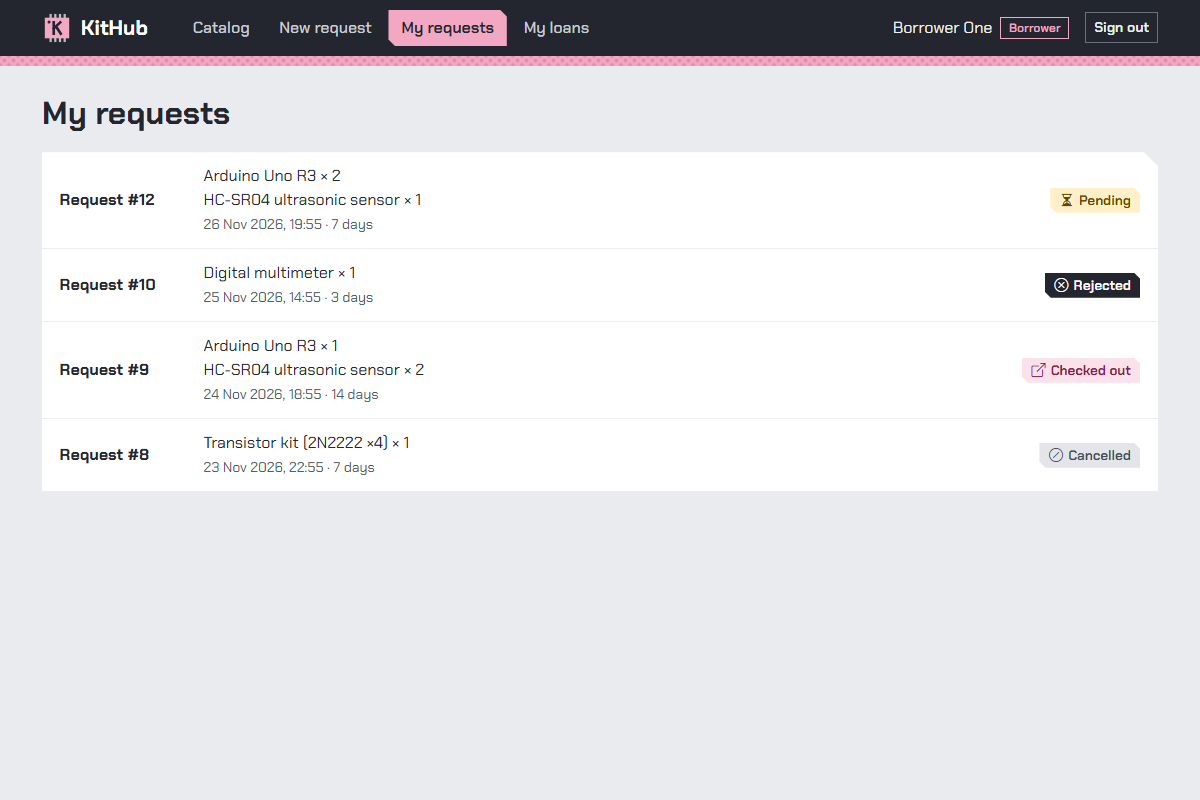 KitHub Catalog New request My requests My loans Borrower One Borrower Sign out
My requests
Request #12
Arduino Uno R3 × 2
HC-SR04 ultrasonic sensor × 1
26 Nov 2026, 19:55 · 7 days
Pending
Request #10
Digital multimeter × 1
25 Nov 2026, 14:55 · 3 days
Rejected
Request #9
Arduino Uno R3 × 1
HC-SR04 ultrasonic sensor × 2
24 Nov 2026, 18:55 · 14 days
Checked out
Request #8
Transistor kit (2N2222 ×4) × 1
23 Nov 2026, 22:55 · 7 days
Cancelled